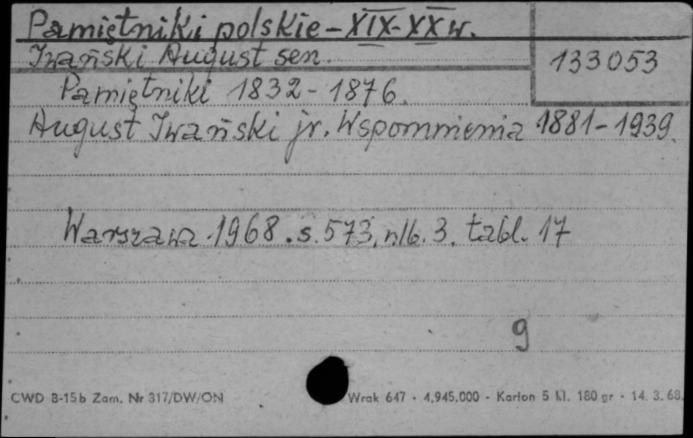 Pamiętniki polskie - XIX-XX w.
Iwański August sen.
133053
Pamiętniki 1832 - 1876.
August Iwański jr. Wspomnienia 1881-1939.
Warszawa 1968. s. 573, nlb. 3. tabl. 17
9
CWD B-15b Zam. Nr 317/DW/ON Wrak 647 - 4,945.000 - Karton 5 kl. 180 gr - 14. 3. 68.